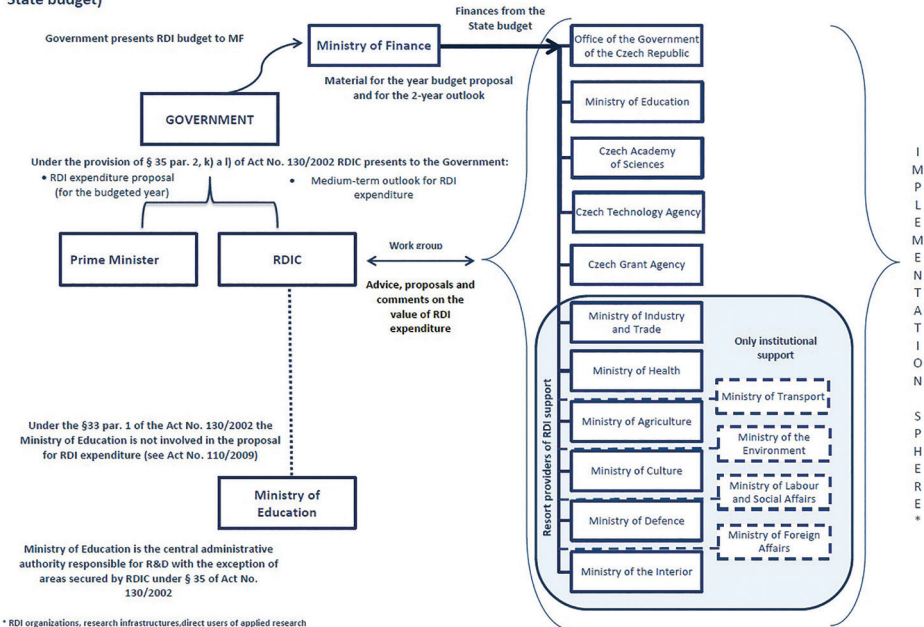 State budget)
Government presents RDI budget to MF
Ministry of Finance
Finances from the
State budget
Material for the year budget proposal
and for the 2-year outlook
GOVERNMENT
Under the provision of § 35 par. 2, k) a l) of Act No. 130/2002 RDIC presents to the Government:
• RDI expenditure proposal
(for the budgeted year)
• Medium-term outlook for RDI
expenditure
Prime Minister
RDIC
Work group
Advice, proposals and
comments on the
value of RDI
expenditure
Under the §33 par. 1 of the Act No. 130/2002 the
Ministry of Education is not involved in the proposal
for RDI expenditure (see Act No. 110/2009)
Ministry of
Education
Ministry of Education is the central administrative
authority responsible for R&D with the exception of
areas secured by RDIC under § 35 of Act No.
130/2002
Office of the Government
of the Czech Republic
Ministry of Education
Czech Academy
of Sciences
Czech Technology Agency
Czech Grant Agency
Resort providers of RDI support
Ministry of Industry
and Trade
Ministry of Health
Ministry of Agriculture
Ministry of Culture
Ministry of Defence
Ministry of the Interior
Only institutional
support
Ministry of Transport
Ministry of the
Environment
Ministry of Labour
and Social Affairs
Ministry of Foreign
Affairs
IMPLEMENTATION SPHERE*
* RDI organizations, research infrastructures,direct users of applied research